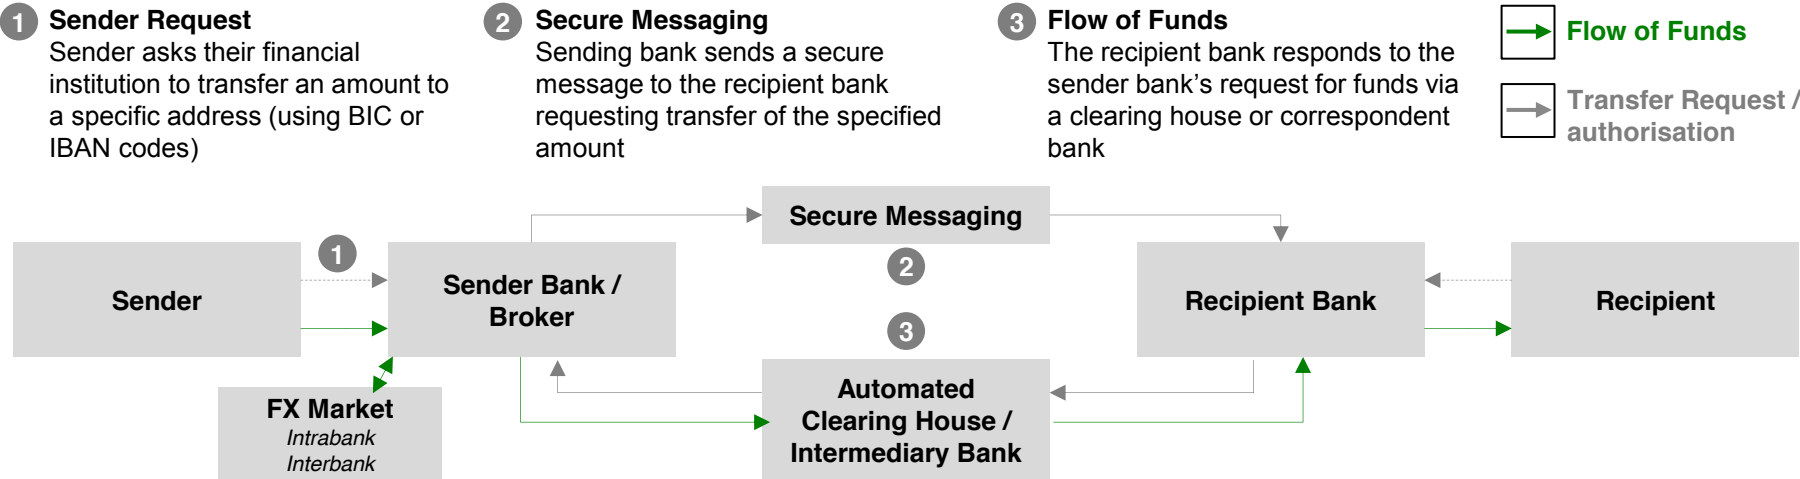 1 Sender Request
Sender asks their financial
institution to transfer an amount to
a specific address (using BIC or
IBAN codes)
2 Secure Messaging
Sending bank sends a secure
message to the recipient bank
requesting transfer of the specified
amount
3 Flow of Funds
The recipient bank responds to the
sender bank’s request for funds via
a clearing house or correspondent
bank
Flow of Funds
Transfer Request /
authorisation
Secure Messaging
1
2
Sender
Sender Bank /
Broker
Recipient Bank
Recipient
3
FX Market
Intrabank
Interbank
Automated
Clearing House /
Intermediary Bank